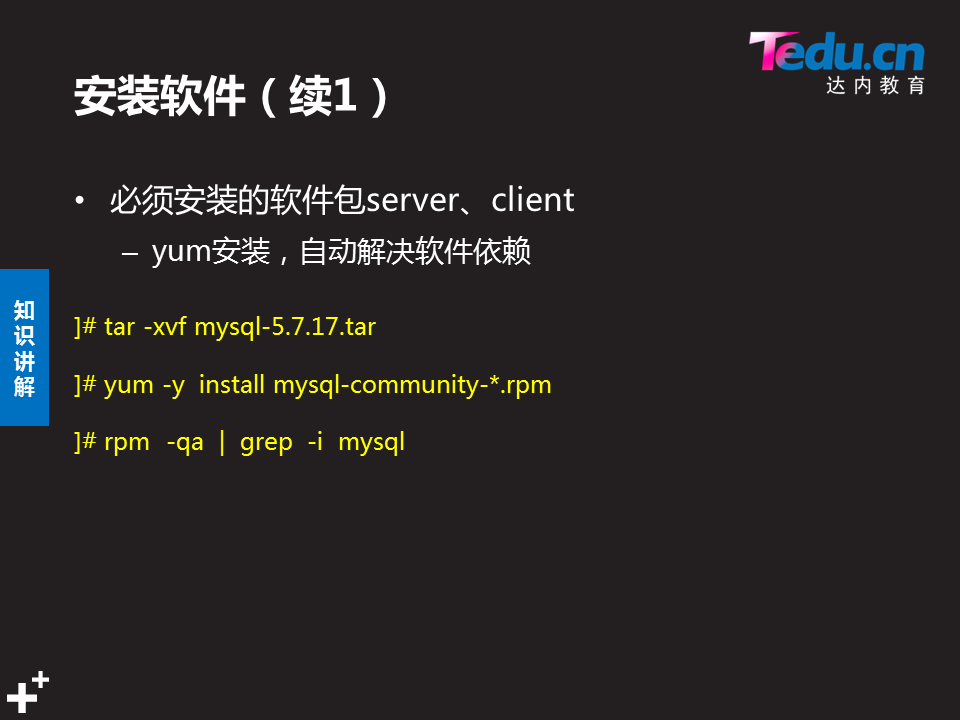 Tedu.cn
达内教育
安装软件（续1）
• 必须安装的软件包server、client
– yum安装，自动解决软件依赖
知识讲解
]# tar -xvf mysql-5.7.17.tar
]# yum -y  install mysql-community-*.rpm
]# rpm  -qa  |  grep  -i  mysql